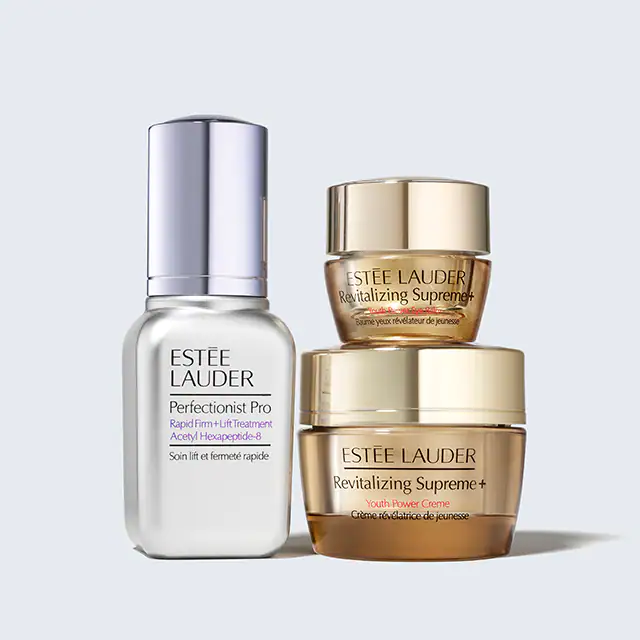 ESTĒE
LAUDER
Perfectionist Pro
Rapid Firm+Lift Treatment
Acetyl Hexapeptide-8
Soin lift et fermeté rapide
ESTĒE LAUDER
Revitalizing Supreme+
Baume yeux révélateur de jeunesse
ESTĒE LAUDER
Revitalizing Supreme+
Youth Power Creme
Crème révélatrice de jeunesse